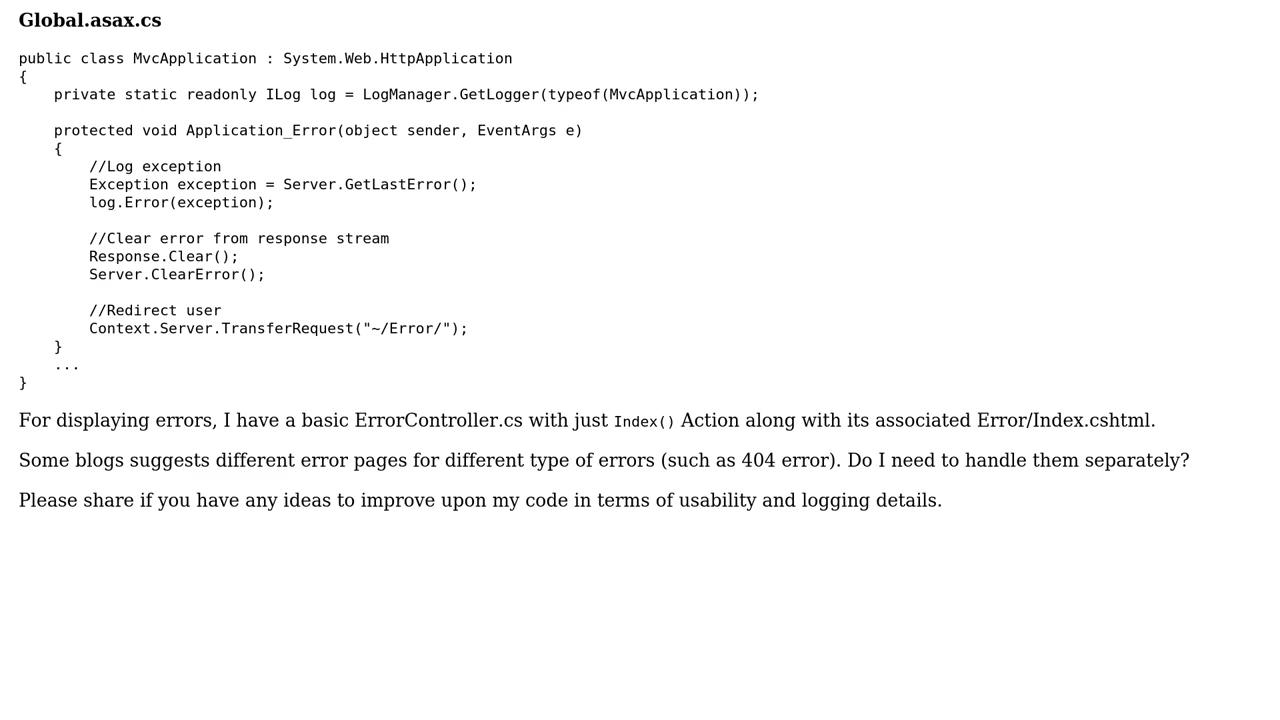 Global.asax.cs
public class MvcApplication : System.Web.HttpApplication
{
    private static readonly ILog log = LogManager.GetLogger(typeof(MvcApplication));

    protected void Application_Error(object sender, EventArgs e)
    {
        //Log exception
        Exception exception = Server.GetLastError();
        log.Error(exception);

        //Clear error from response stream
        Response.Clear();
        Server.ClearError();

        //Redirect user
        Context.Server.TransferRequest("~/Error/");
    }
    ...
}
For displaying errors, I have a basic ErrorController.cs with just Index() Action along with its associated Error/Index.cshtml.
Some blogs suggests different error pages for different type of errors (such as 404 error). Do I need to handle them separately?
Please share if you have any ideas to improve upon my code in terms of usability and logging details.